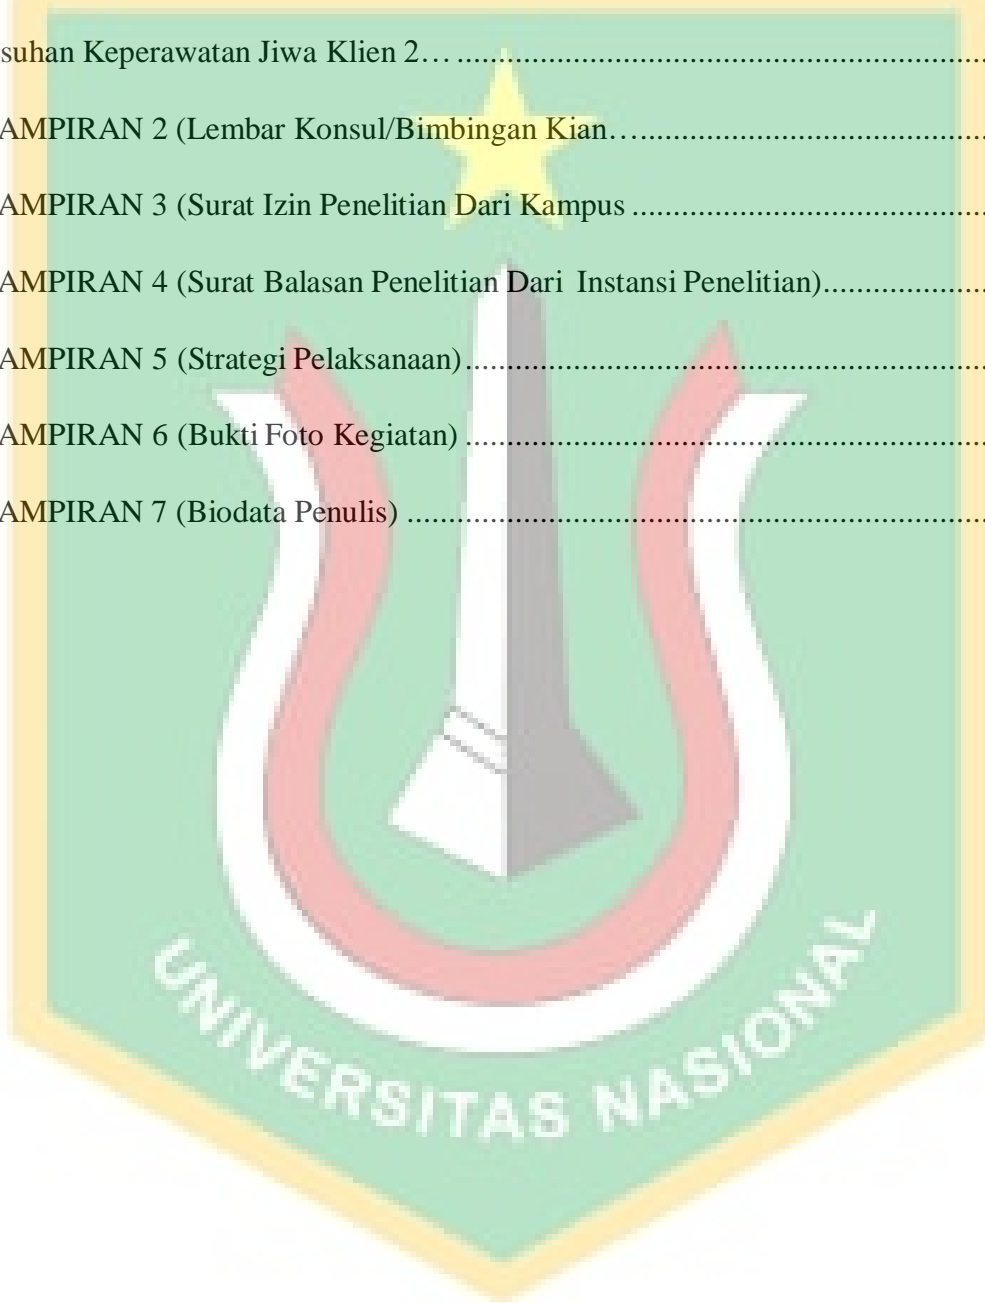 suhan Keperawatan Jiwa Klien 2… ................................................................
AMPIRAN 2 (Lembar Konsul/Bimbingan Kian….........................................
AMPIRAN 3 (Surat Izin Penelitian Dari Kampus ..........................................
AMPIRAN 4 (Surat Balasan Penelitian Dari Instansi Penelitian)....................
AMPIRAN 5 (Strategi Pelaksanaan)...............................................................
AMPIRAN 6 (Bukti Foto Kegiatan) ...............................................................
AMPIRAN 7 (Biodata Penulis) ......................................................................
UNIVERSITAS NASIONAL